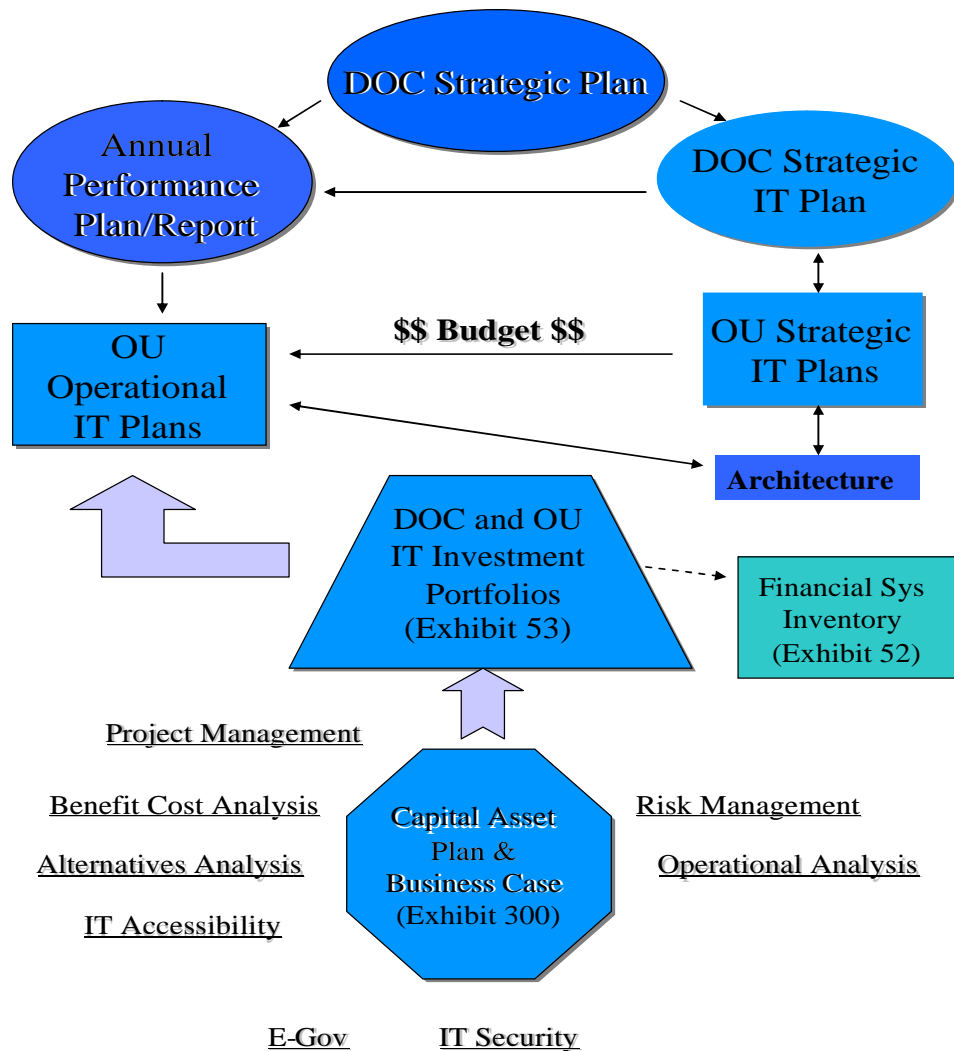 DOC Strategic Plan
Annual
Performance
Plan/Report
DOC Strategic
IT Plan
$$ Budget $$
OU
Operational
IT Plans
OU Strategic
IT Plans
Architecture
DOC and OU
IT Investment
Portfolios
(Exhibit 53)
Financial Sys
Inventory
(Exhibit 52)
Project Management
Benefit Cost Analysis
Alternatives Analysis
IT Accessibility
Capital Asset
Plan &
Business Case
(Exhibit 300)
Risk Management
Operational Analysis
E-Gov
IT Security